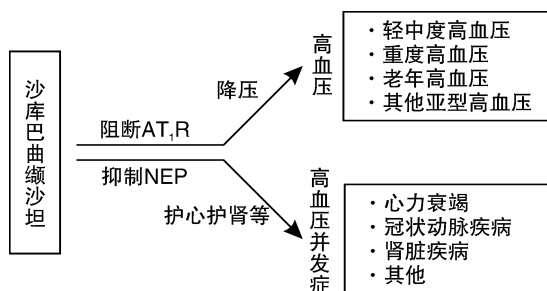 沙库巴曲缬沙坦
阻断AT₁R
抑制NEP
降压
护心护肾等
高血压
· 轻中度高血压
· 重度高血压
· 老年高血压
· 其他亚型高血压
高血压并发症
· 心力衰竭
· 冠状动脉疾病
· 肾脏疾病
· 其他